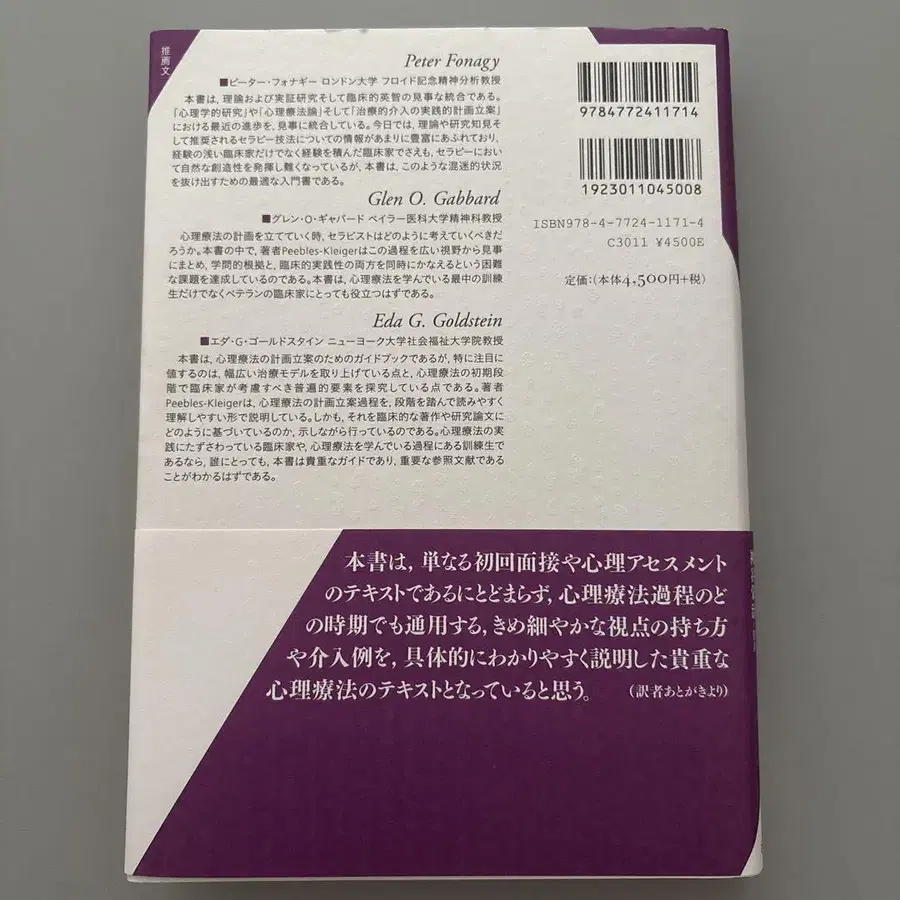 推薦文
Peter Fonagy
■ピーター・フォナギー ロンドン大学 フロイド記念精神分析教授
本書は, 理論および実証研究そして臨床的英智の見事な統合である。
「心理学的研究」や「心理療法論」そして「治療的介入の実践的計画立案」
における最近の進歩を, 見事に統合している。今日では, 理論や研究知見そ
して推奨されるセラピー技法についての情報があまりに豊富にあふれており,
経験の浅い臨床家だけでなく経験を積んだ臨床家でさえも, セラピーにおい
て自然な創造性を発揮し難くなっているが, 本書は, このような混迷的状況
を抜け出すための最適な入門書である。
Glen O. Gabbard
■グレン・O・ギャバード ベイラー医科大学精神科教授
心理療法の計画を立てていく時, セラピストはどのように考えていくべきだ
ろうか。本書の中で, 著者Peebles-Kleigerはこの過程を広い視野から見事
にまとめ, 学問的根拠と, 臨床的実践性の両方を同時にかなえるという困難
な課題を達成しているのである。本書は, 心理療法を学んでいる最中の訓練
生だけでなくベテランの臨床家にとっても役立つはずである。
Eda G. Goldstein
■エダ・G・ゴールドスタイン ニューヨーク大学社会福祉大学院教授
本書は, 心理療法の計画立案のためのガイドブックであるが, 特に注目に
値するのは, 幅広い治療モデルを取り上げている点と, 心理療法の初期段
階で臨床家が考慮すべき普遍的要素を探究している点である。著者
Peebles-Kleigerは, 心理療法の計画立案過程を, 段階を踏んで読みやすく
理解しやすい形で説明している。しかも, それを臨床的な著作や研究論文に
どのように基づいているのか, 示しながら行っているのである。心理療法の実
践にたずさわっている臨床家や, 心理療法を学んでいる過程にある訓練生で
あるなら, 誰にとっても, 本書は貴重なガイドであり, 重要な参照文献である
ことがわかるはずである。
9784772411714
1923011045008
ISBN978-4-7724-1171-4
C3011 ¥4500E
定価:(本体4,500円+税)
本書は, 単なる初回面接や心理アセスメント
のテキストであるにとどまらず, 心理療法過程のど
の時期でも通用する, きめ細やかな視点の持ち方
や介入例を, 具体的にわかりやすく説明した貴重な
心理療法のテキストとなっていると思う。 (訳者あとがきより)